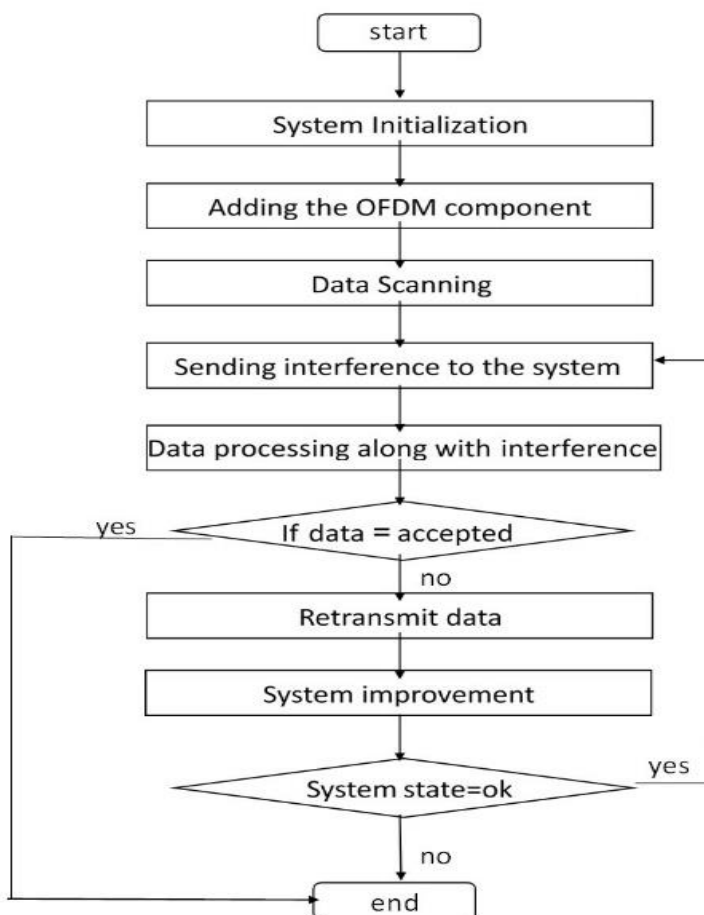 start
System Initialization
Adding the OFDM component
Data Scanning
Sending interference to the system
Data processing along with interference
yes
If data = accepted
no
Retransmit data
System improvement
System state=ok
yes
no
end